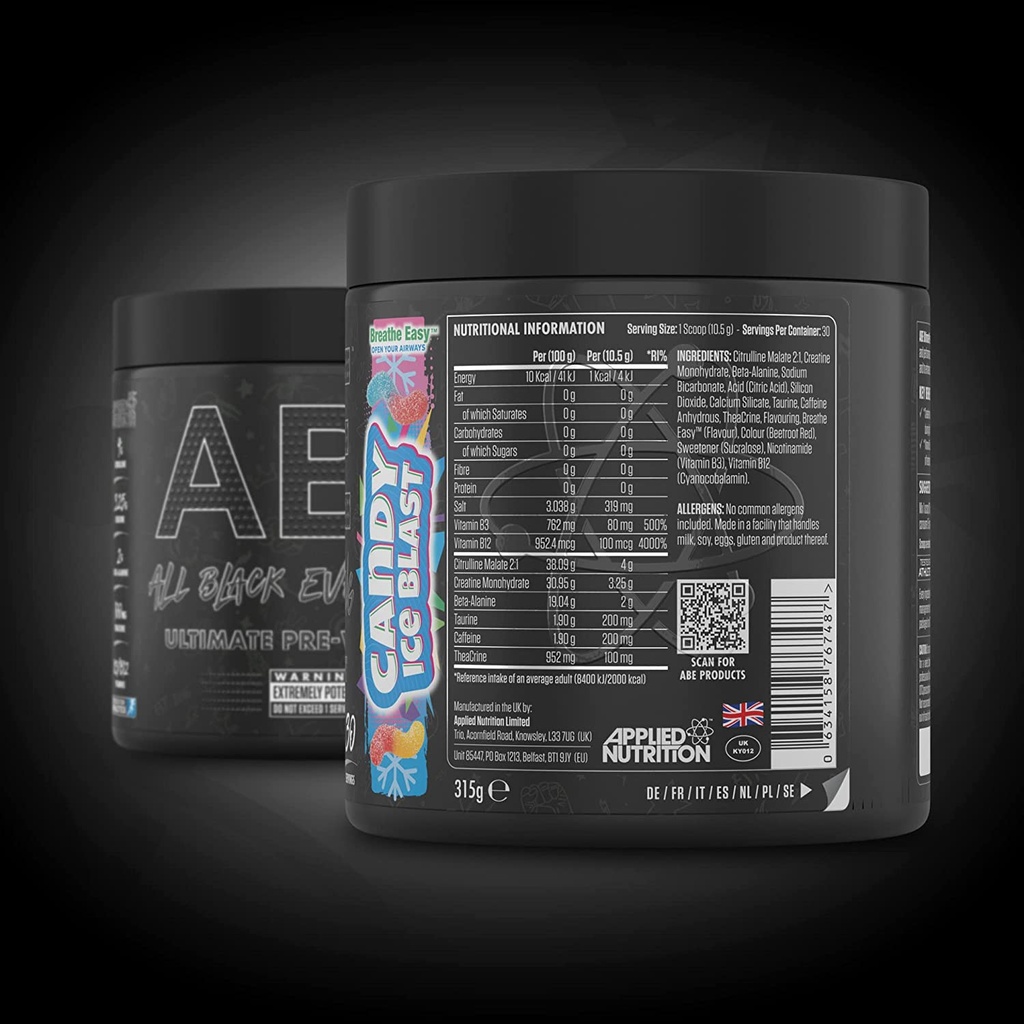 Breathe Easy™
OPEN YOUR AIRWAYS
CANDY
ICE BLAST
NUTRITIONAL INFORMATION
Serving Size: 1 Scoop (10.5 g) - Servings Per Container: 30
Per (100 g) Per (10.5 g) *RI%
Energy 10 Kcal / 41 kJ 1 Kcal / 4 kJ
Fat 0 g 0 g
of which Saturates 0 g 0 g
Carbohydrates 0 g 0 g
of which Sugars 0 g 0 g
Fibre 0 g 0 g
Protein 0 g 0 g
Salt 3.038 g 319 mg
Vitamin B3 762 mg 80 mg 500%
Vitamin B12 952.4 mcg 100 mcg 4000%
Citrulline Malate 2:1 38.09 g 4 g
Creatine Monohydrate 30.95 g 3.25 g
Beta-Alanine 19.04 g 2 g
Taurine 1.90 g 200 mg
Caffeine 1.90 g 200 mg
TheaCrine 952 mg 100 mg
*Reference intake of an average adult (8400 kJ/2000 kcal)
Manufactured in the UK by:
Applied Nutrition Limited
Trio, Acornfield Road, Knowsley, L33 7UG (UK)
Unit 85447, PO Box 1213, Belfast, BT1 9JY (EU)
315g e
INGREDIENTS: Citrulline Malate 2:1, Creatine
Monohydrate, Beta-Alanine, Sodium
Bicarbonate, Acid (Citric Acid), Silicon
Dioxide, Calcium Silicate, Taurine, Caffeine
Anhydrous, TheaCrine, Flavouring, Breathe
Easy™ (Flavour), Colour (Beetroot Red),
Sweetener (Sucralose), Nicotinamide
(Vitamin B3), Vitamin B12
(Cyanocobalamin).
ALLERGENS: No common allergens
included. Made in a facility that handles
milk, soy, eggs, gluten and product thereof.
SCAN FOR
ABE PRODUCTS
APPLIED
NUTRITION™
UK
KY012
0 634158 767487 >
DE / FR / IT / ES / NL / PL / SE
AB
ALL BLACK EV
ULTIMATE PRE-
WARNIN
EXTREMELY POTE
DO NOT EXCEED 1 SERV